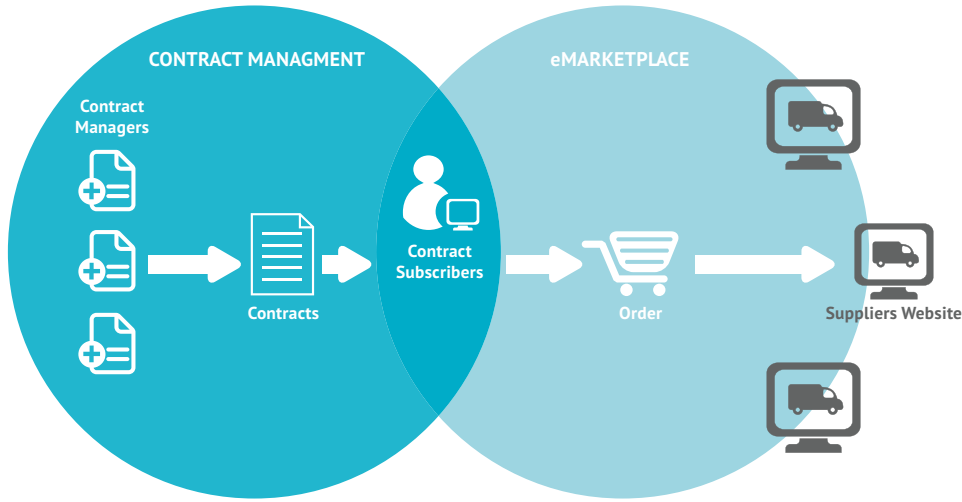 CONTRACT MANAGMENT
eMARKETPLACE
Contract
Managers
Contract
Subscribers
Contracts
Order
Suppliers Website